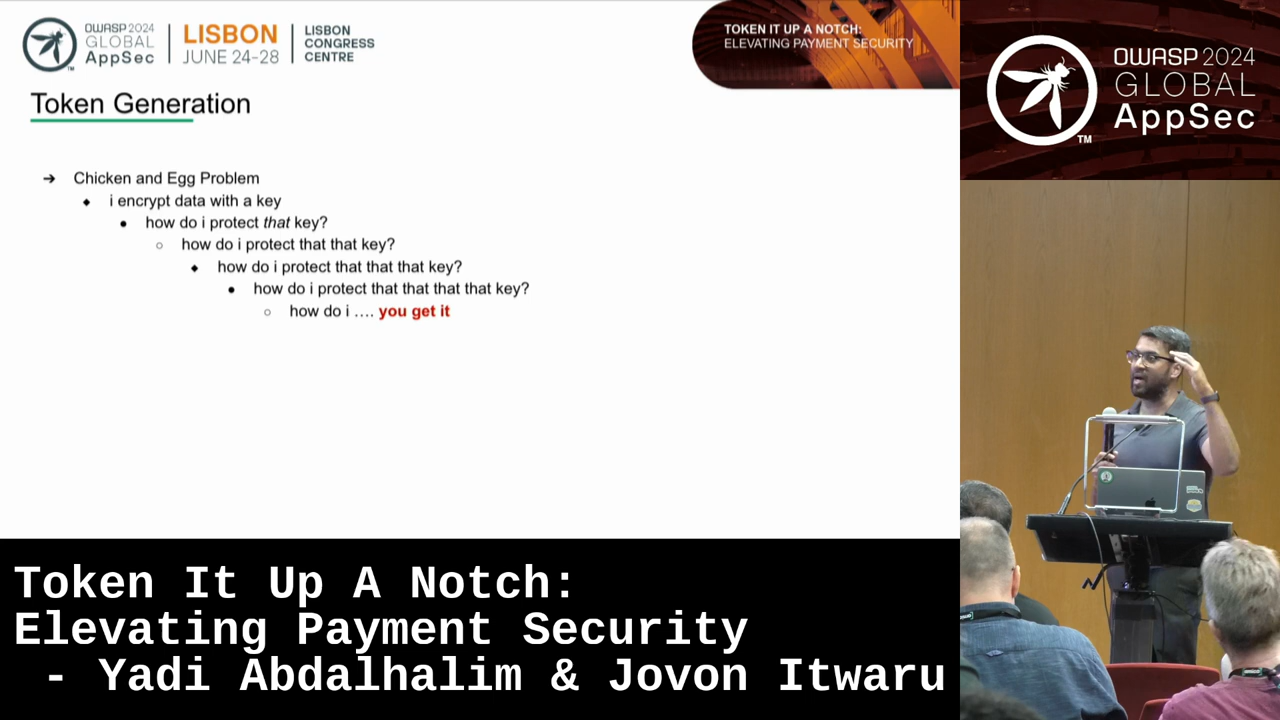 OWASP 2024
GLOBAL
AppSec
TM
LISBON
JUNE 24-28
LISBON
CONGRESS
CENTRE
TOKEN IT UP A NOTCH:
ELEVATING PAYMENT SECURITY
Token Generation
➔ Chicken and Egg Problem
◆ i encrypt data with a key
● how do i protect that key?
○ how do i protect that that key?
◆ how do i protect that that that key?
● how do i protect that that that that key?
○ how do i .... you get it
OWASP 2024
GLOBAL
AppSec
TM
Token It Up A Notch:
Elevating Payment Security
- Yadi Abdalhalim & Jovon Itwaru